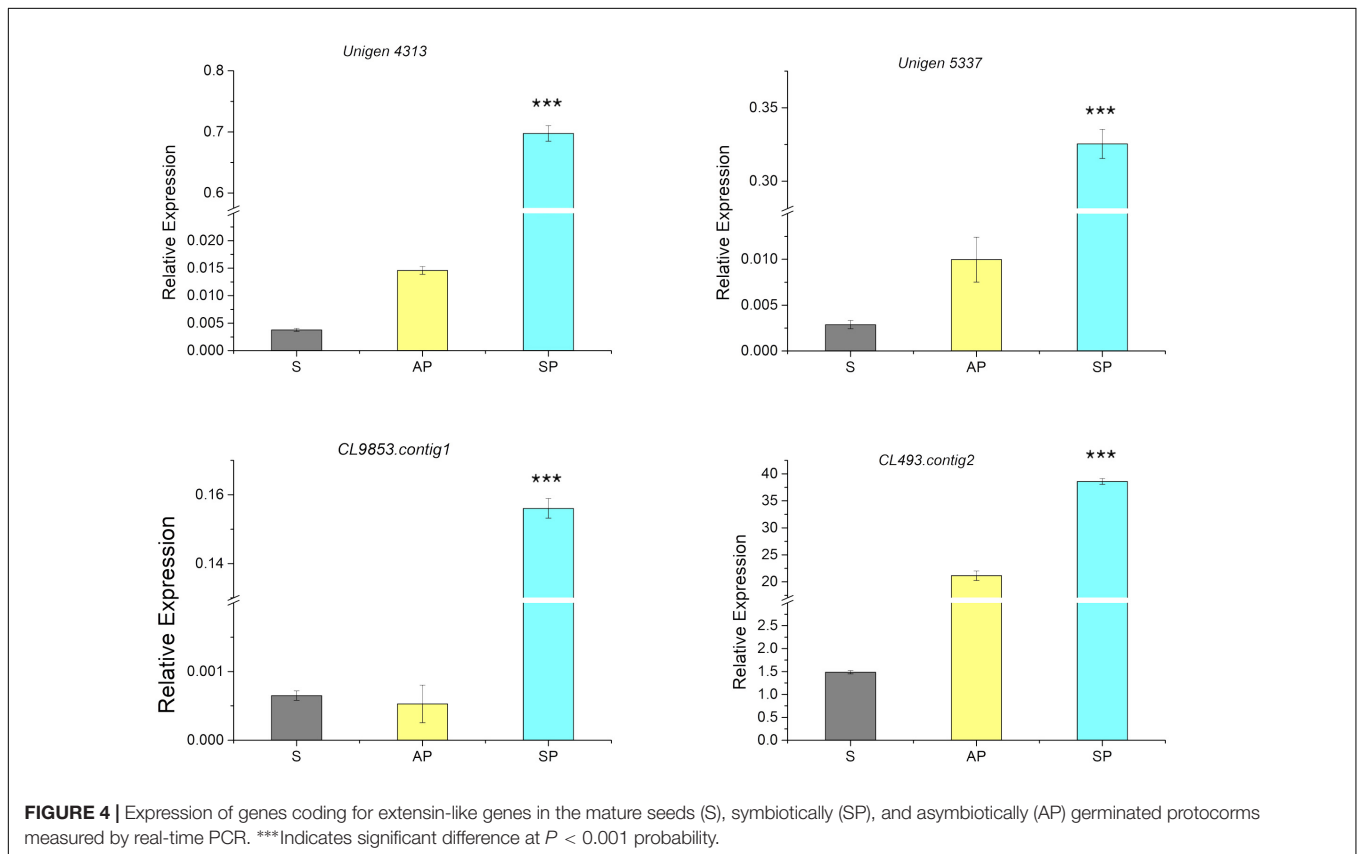 Unigen 4313
0.8
0.7
0.6
0.020
0.015
0.010
0.005
0.000
Relative Expression
***
S AP SP
Unigen 5337
0.35
0.30
0.010
0.005
0.000
Relative Expression
***
S AP SP
CL9853.contig1
0.16
0.14
0.001
0.000
Relative Expression
***
S AP SP
CL493.contig2
40
35
30
25
20
2.5
2.0
1.5
1.0
0.5
0.0
Relative Expression
***
S AP SP
FIGURE 4 | Expression of genes coding for extensin-like genes in the mature seeds (S), symbiotically (SP), and asymbiotically (AP) germinated protocorms
measured by real-time PCR. ***Indicates significant difference at P < 0.001 probability.